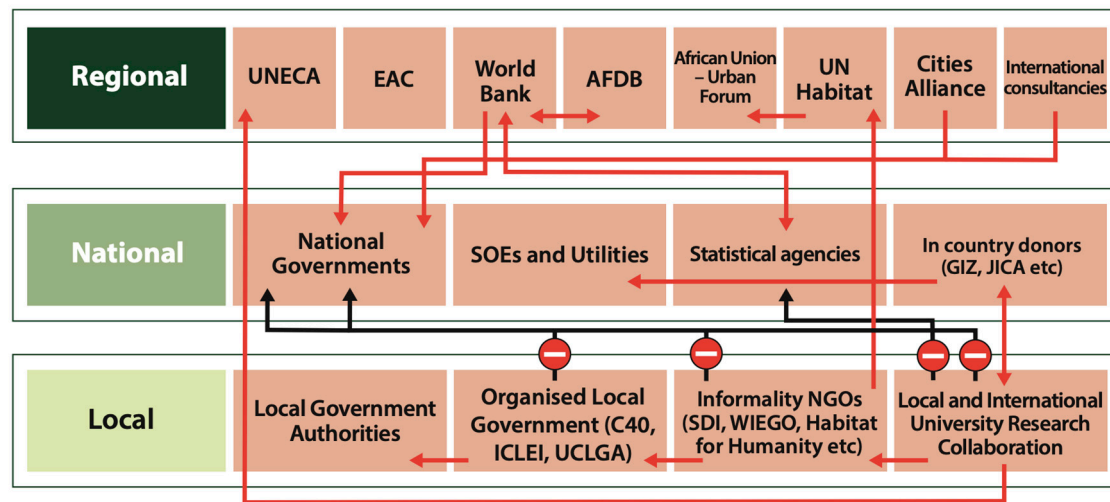 Regional
UNECA
EAC
World
Bank
AFDB
African Union
– Urban
Forum
UN
Habitat
Cities
Alliance
International
consultancies
National
National
Governments
SOEs and Utilities
Statistical agencies
In country donors
(GIZ, JICA etc)
Local
Local Government
Authorities
Organised Local
Government (C40,
ICLEI, UCLGA)
Informality NGOs
(SDI, WIEGO, Habitat
for Humanity etc)
Local and International
University Research
Collaboration